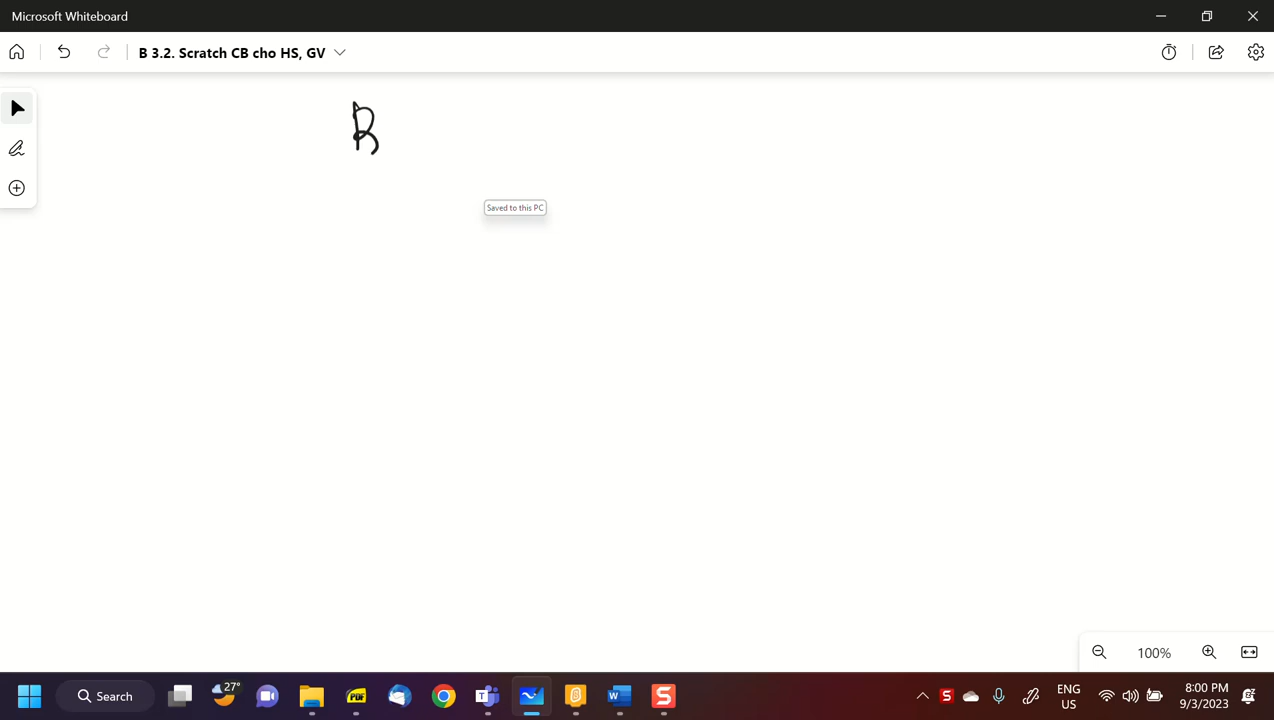 Microsoft Whiteboard
B 3.2. Scratch CB cho HS, GV
B
Saved to this PC
100%
Search
27°
PDF
T
W
S
S
ENG
US
8:00 PM
9/3/2023